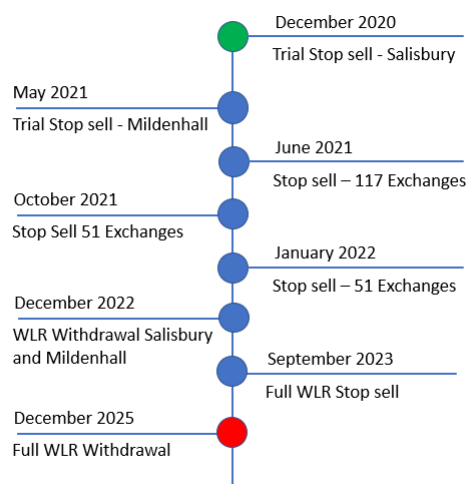 December 2020
Trial Stop sell - Salisbury
May 2021
Trial Stop sell - Mildenhall
June 2021
Stop sell – 117 Exchanges
October 2021
Stop Sell 51 Exchanges
January 2022
Stop sell – 51 Exchanges
December 2022
WLR Withdrawal Salisbury
and Mildenhall
September 2023
Full WLR Stop sell
December 2025
Full WLR Withdrawal